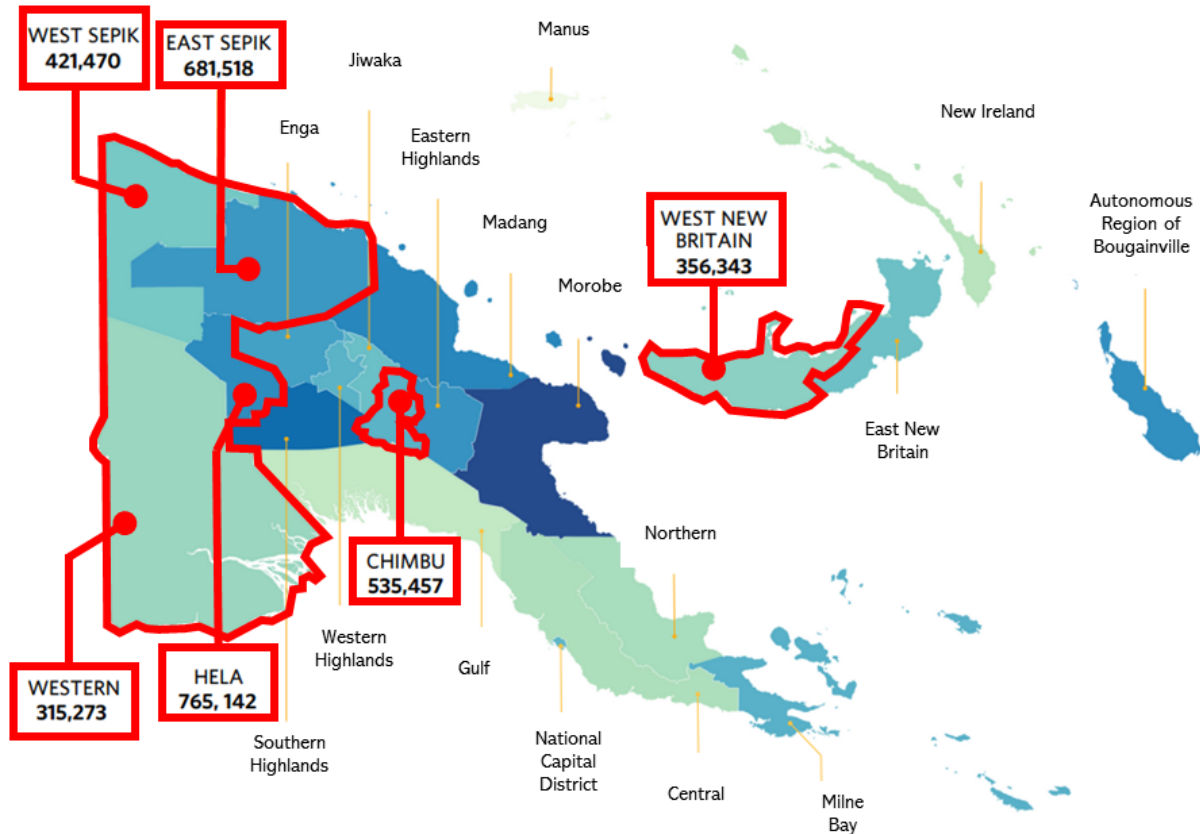 WEST SEPIK
421,470
EAST SEPIK
681,518
Jiwaka
Manus
Enga
Eastern
Highlands
New Ireland
Madang
WEST NEW
BRITAIN
356,343
Autonomous
Region of
Bougainville
Morobe
East New
Britain
CHIMBU
535,457
Northern
Western
Highlands
Gulf
WESTERN
315,273
HELA
765, 142
Southern
Highlands
National
Capital
District
Central
Milne
Bay